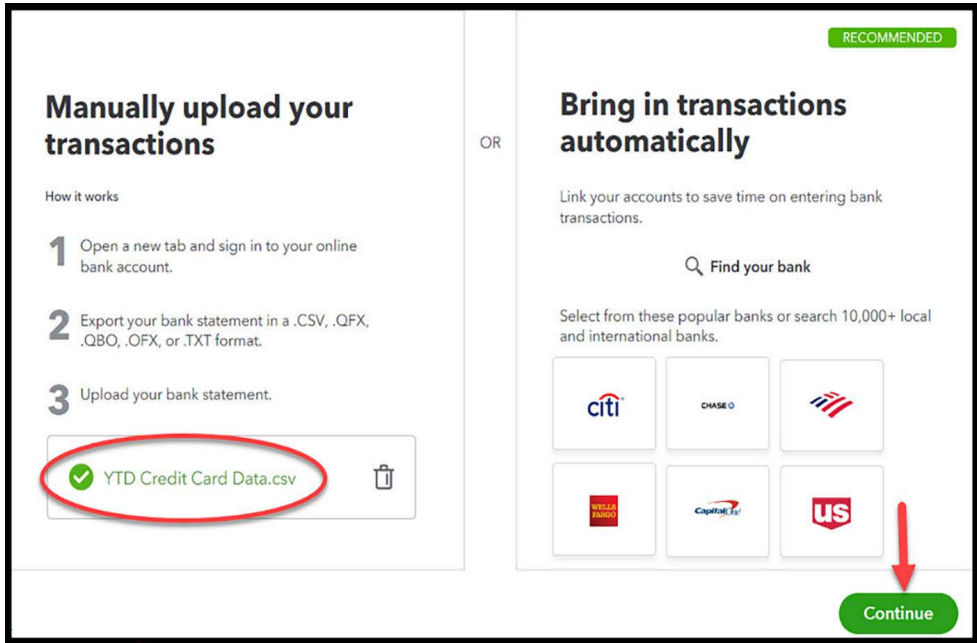 Manually upload your
transactions
How it works
1 Open a new tab and sign in to your online
bank account.
2 Export your bank statement in a .CSV, .QFX,
.QBO, .OFX, or .TXT format.
3 Upload your bank statement.
YTD Credit Card Data.csv
OR
RECOMMENDED
Bring in transactions
automatically
Link your accounts to save time on entering bank
transactions.
Find your bank
Select from these popular banks or search 10,000+ local
and international banks.
citi
CHASE
WELLS
FARGO
Capital One
us
Continue